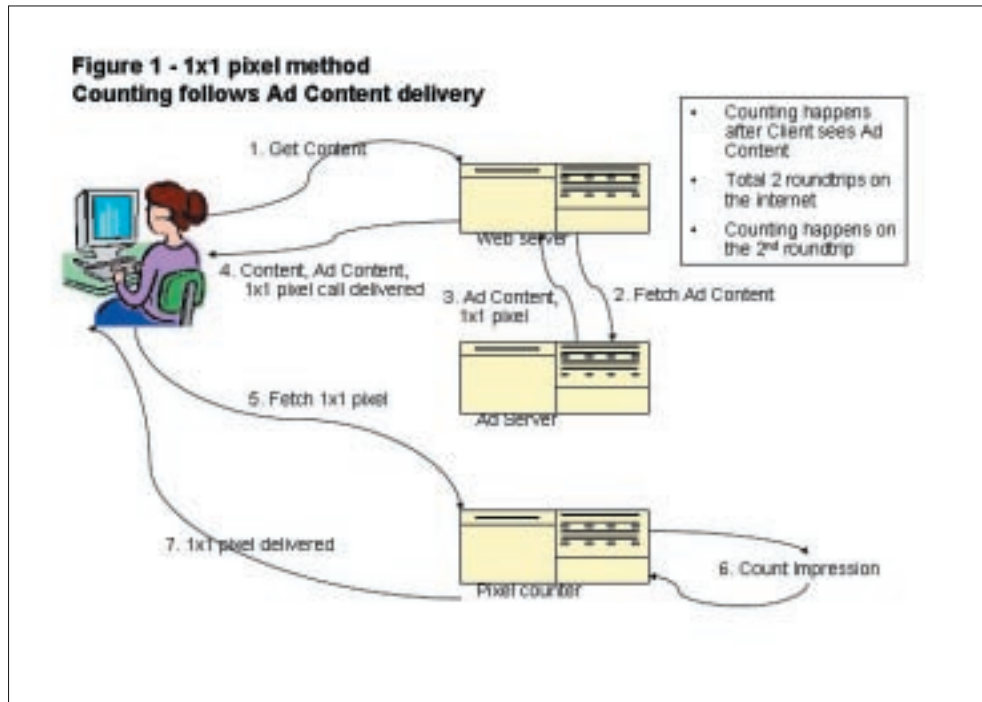 Figure 1 - 1x1 pixel method
Counting follows Ad Content delivery
• Counting happens
after Client sees Ad
Content
• Total 2 roundtrips on
the internet
• Counting happens on
the 2nd roundtrip
1. Get Content
Web server
4. Content, Ad Content,
1x1 pixel call delivered
3. Ad Content,
1x1 pixel
2. Fetch Ad Content
Ad Server
5. Fetch 1x1 pixel
7. 1x1 pixel delivered
Pixel counter
6. Count Impression